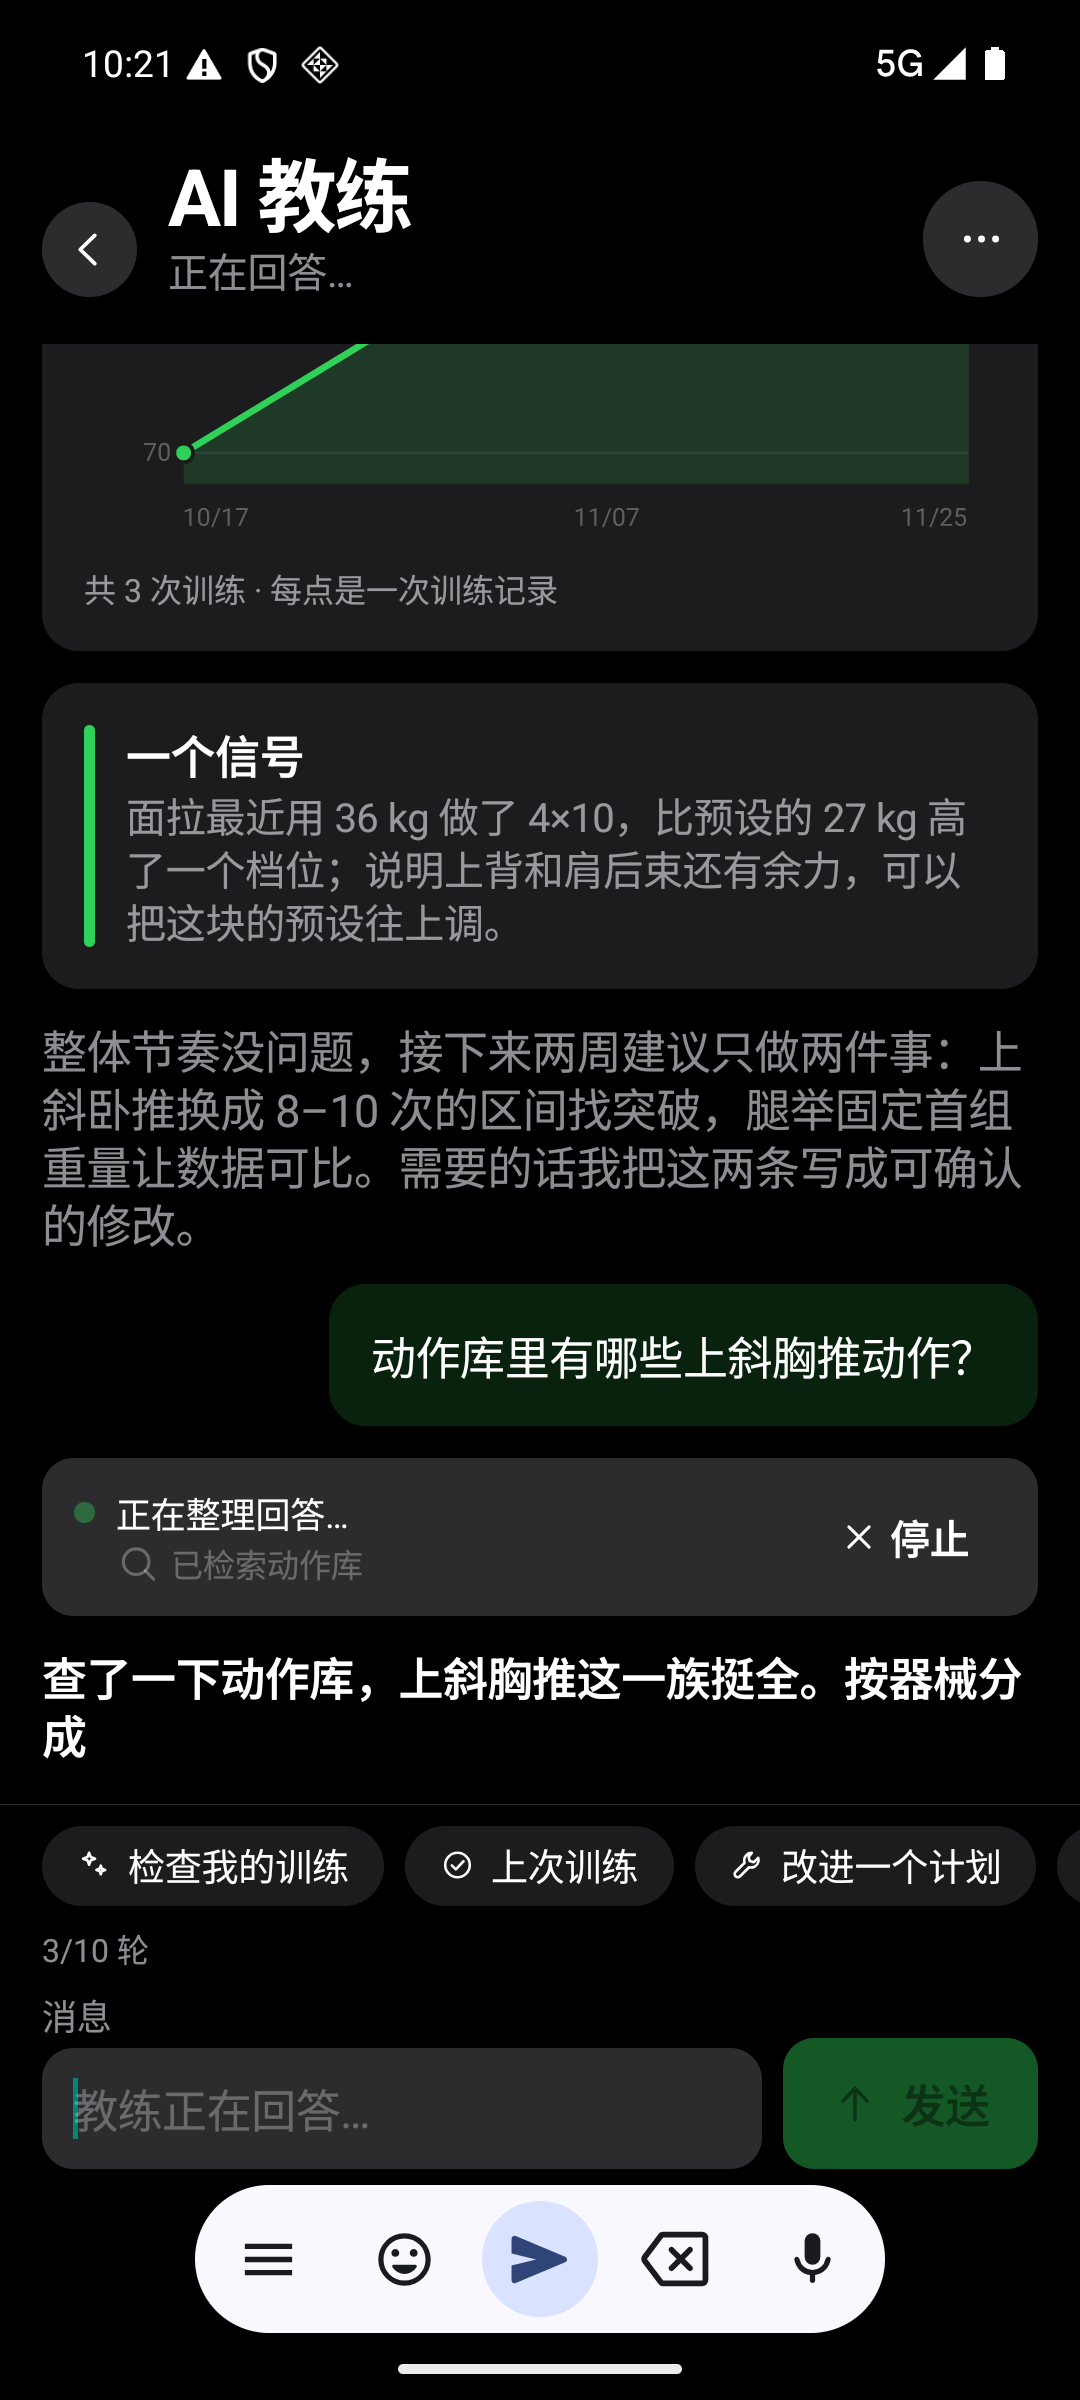 10:21
5G
AI 教练
正在回答...
70
10/17
11/07
11/25
共 3 次训练 · 每点是一次训练记录
一个信号
面拉最近用 36 kg 做了 4×10，比预设的 27 kg 高
了一个档位；说明上背和肩后束还有余力，可以
把这块的预设往上调。
整体节奏没问题，接下来两周建议只做两件事：上
斜卧推换成 8–10 次的区间找突破，腿举固定首组
重量让数据可比。需要的话我把这两条写成可确认
的修改。
动作库里有哪些上斜胸推动作？
正在整理回答...
已检索动作库
停止
查了一下动作库，上斜胸推这一族挺全。按器械分
成
检查我的训练
上次训练
改进一个计划
3/10 轮
消息
教练正在回答...
发送